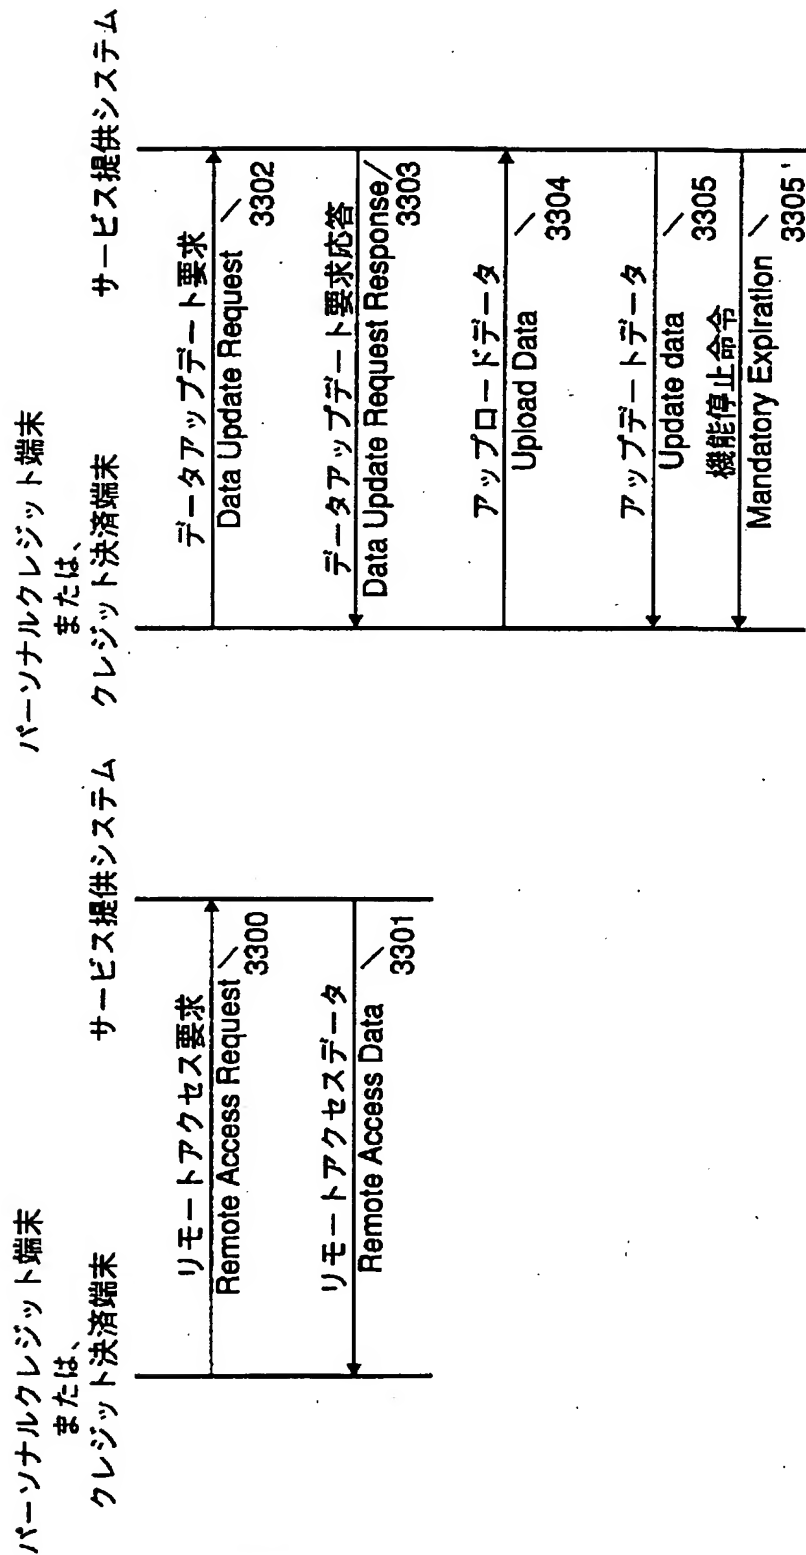 パーソナルクレジット端末
または、
クレジット決済端末
サービス提供システム
リモートアクセス要求
Remote Access Request
3300
リモートアクセスデータ
Remote Access Data
3301
パーソナルクレジット端末
または、
クレジット決済端末
サービス提供システム
データアップデート要求
Data Update Request
3302
データアップデート要求応答
Data Update Request Response
3303
アップロードデータ
Upload Data
3304
アップデートデータ
Update data
3305
機能停止命令
Mandatory Expiration
3305'